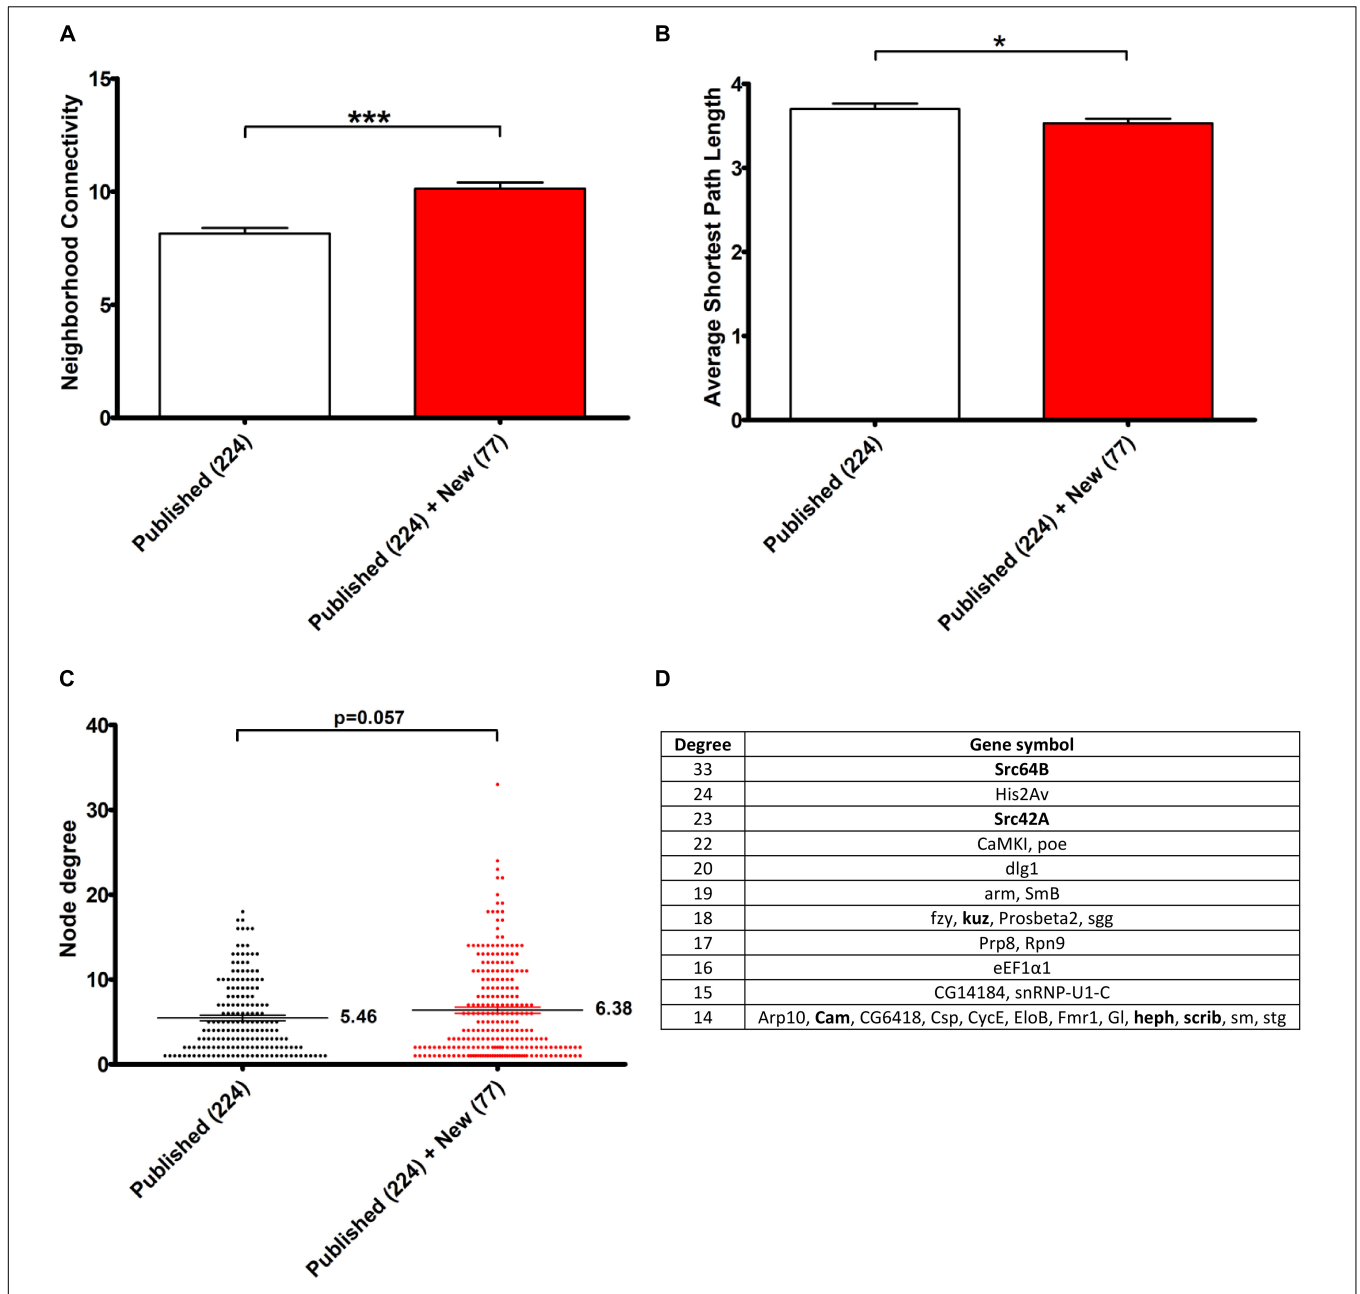 A
***
Neighborhood Connectivity
15
10
5
0
Published (224)
Published (224) + New (77)
B
*
Average Shortest Path Length
4
3
2
1
0
Published (224)
Published (224) + New (77)
C
p=0.057
Node degree
40
30
20
10
0
5.46
6.38
Published (224)
Published (224) + New (77)
D
Degree Gene symbol
33 Src64B
24 His2Av
23 Src42A
22 CaMKI, poe
20 dlg1
19 arm, SmB
18 fzy, kuz, Prosbeta2, sgg
17 Prp8, Rpn9
16 eEF1α1
15 CG14184, snRNP-U1-C
14 Arp10, Cam, CG6418, Csp, CycE, EloB, Fmr1, Gl, heph, scrib, sm, stg